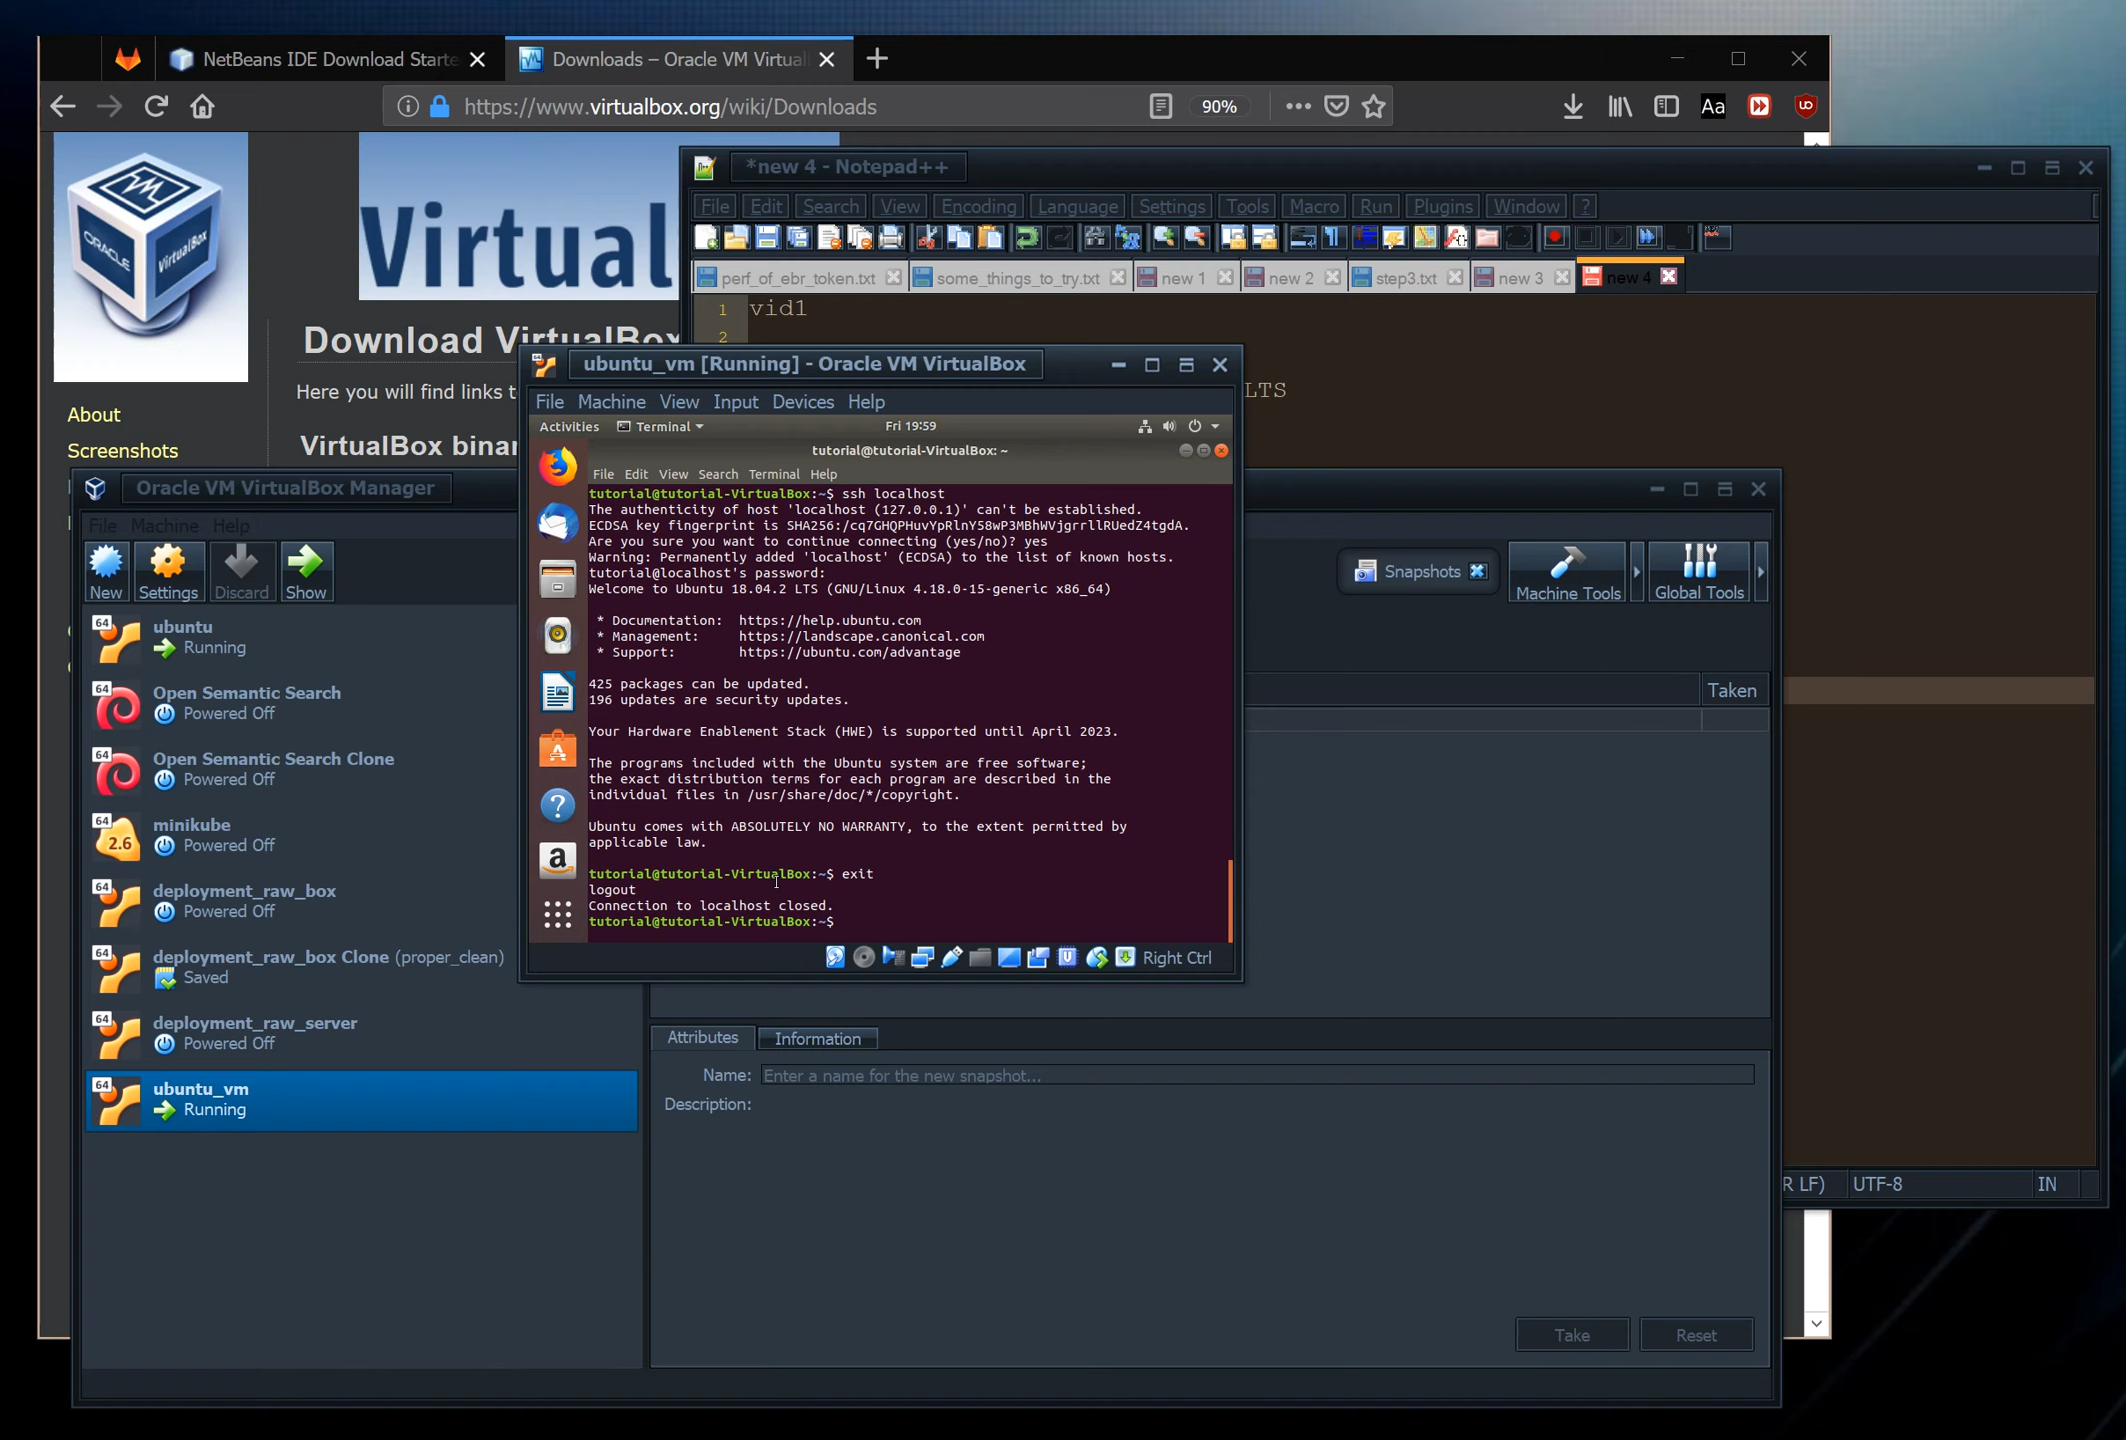 NetBeans IDE Download Starte
Downloads – Oracle VM Virtual
https://www.virtualbox.org/wiki/Downloads
90%
Aa
ORACLE
VirtualBox
Virtual
Download VirtualBox
Here you will find links t
VirtualBox binar
About
Screenshots
*new 4 - Notepad++
File Edit Search View Encoding Language Settings Tools Macro Run Plugins Window ?
perf_of_ebr_token.txt some_things_to_try.txt new 1 new 2 step3.txt new 3 new 4
1 vid1
2
LTS
R LF) UTF-8 IN
ubuntu_vm [Running] - Oracle VM VirtualBox
File Machine View Input Devices Help
Activities Terminal Fri 19:59
tutorial@tutorial-VirtualBox: ~
File Edit View Search Terminal Help
tutorial@tutorial-VirtualBox:~$ ssh localhost
The authenticity of host 'localhost (127.0.0.1)' can't be established.
ECDSA key fingerprint is SHA256:/cq7GHQPHuvYpRlnY58wP3MBhWVjgrrllRUedZ4tgdA.
Are you sure you want to continue connecting (yes/no)? yes
Warning: Permanently added 'localhost' (ECDSA) to the list of known hosts.
tutorial@localhost's password:
Welcome to Ubuntu 18.04.2 LTS (GNU/Linux 4.18.0-15-generic x86_64)
* Documentation: https://help.ubuntu.com
* Management: https://landscape.canonical.com
* Support: https://ubuntu.com/advantage
425 packages can be updated.
196 updates are security updates.
Your Hardware Enablement Stack (HWE) is supported until April 2023.
The programs included with the Ubuntu system are free software;
the exact distribution terms for each program are described in the
individual files in /usr/share/doc/*/copyright.
Ubuntu comes with ABSOLUTELY NO WARRANTY, to the extent permitted by
applicable law.
tutorial@tutorial-VirtualBox:~$ exit
logout
Connection to localhost closed.
tutorial@tutorial-VirtualBox:~$
Right Ctrl
Oracle VM VirtualBox Manager
File Machine Help
New Settings Discard Show
Snapshots Machine Tools Global Tools
64 ubuntu
Running
64 Open Semantic Search
Powered Off
64 Open Semantic Search Clone
Powered Off
64 minikube
2.6 Powered Off
64 deployment_raw_box
Powered Off
64 deployment_raw_box Clone (proper_clean)
Saved
64 deployment_raw_server
Powered Off
64 ubuntu_vm
Running
Taken
Attributes Information
Name: Enter a name for the new snapshot...
Description:
Take Reset